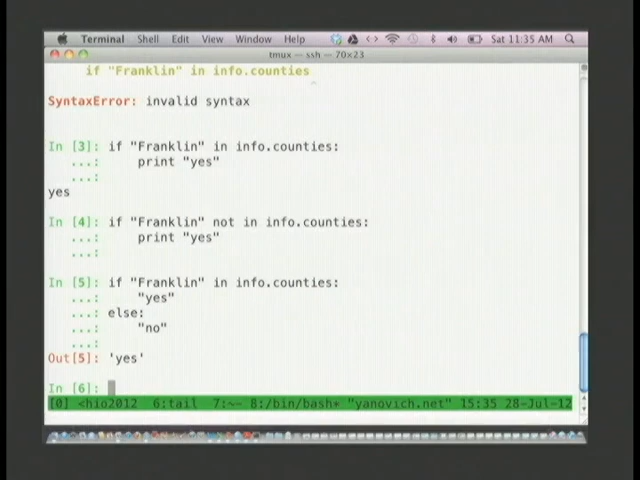 Terminal Shell Edit View Window Help Sat 11:35 AM
tmux — ssh — 70×23
if "Franklin" in info.counties
^
SyntaxError: invalid syntax
In [3]: if "Franklin" in info.counties:
...: print "yes"
...:
yes
In [4]: if "Franklin" not in info.counties:
...: print "yes"
...:
In [5]: if "Franklin" in info.counties:
...: "yes"
...: else:
...: "no"
...:
Out[5]: 'yes'
In [6]:
[0] <hio2012 6:tail 7:~- 8:/bin/bash* "yanovich.net" 15:35 28-Jul-12